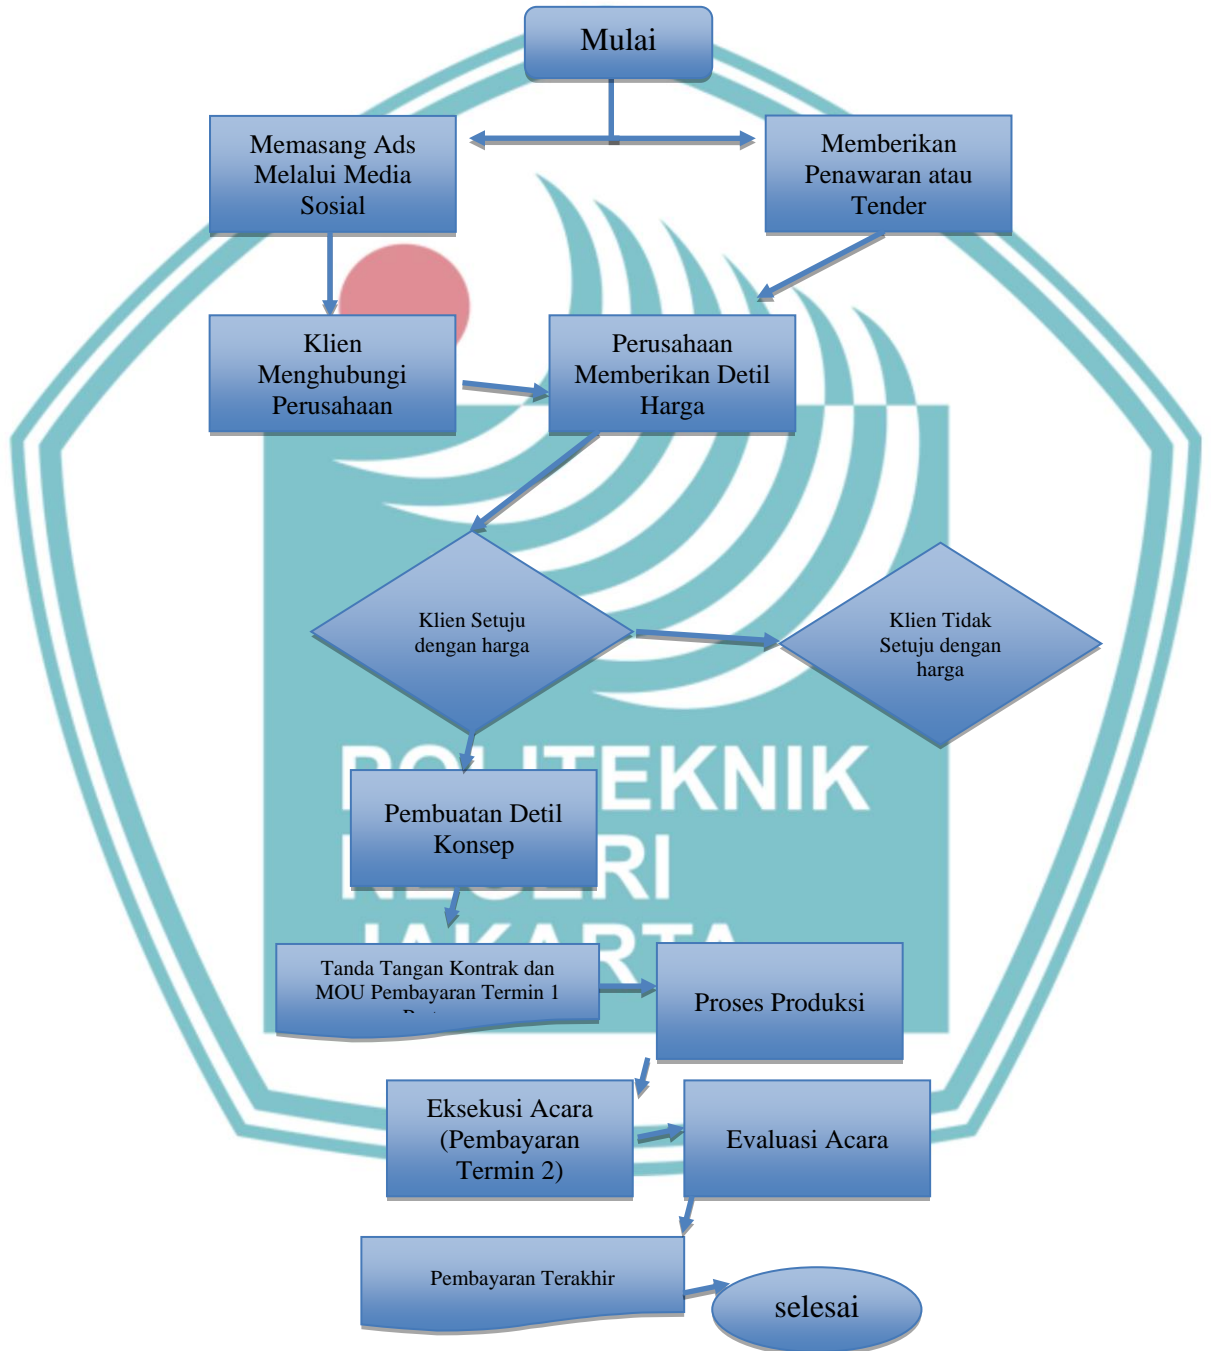 Mulai
Memasang Ads
Melalui Media
Sosial
Memberikan
Penawaran atau
Tender
Klien
Menghubungi
Perusahaan
Perusahaan
Memberikan Detil
Harga
Klien Setuju
dengan harga
Klien Tidak
Setuju dengan
harga
POLITEKNIK
NEGERI
JAKARTA
Pembuatan Detil
Konsep
Tanda Tangan Kontrak dan
MOU Pembayaran Termin 1
Proses Produksi
Eksekusi Acara
(Pembayaran
Termin 2)
Evaluasi Acara
Pembayaran Terakhir
selesai